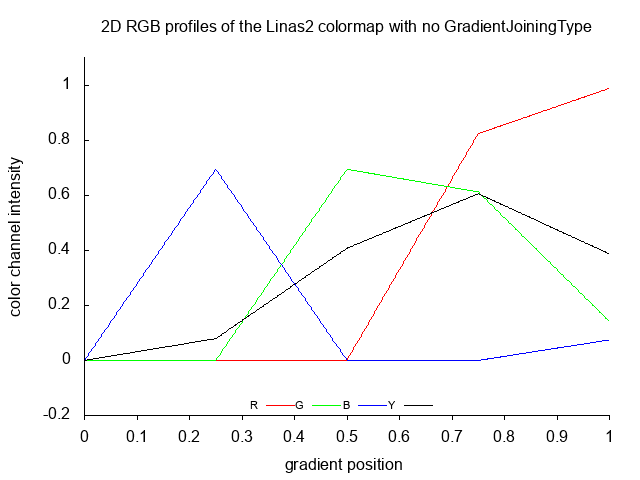 2D RGB profiles of the Linas2 colormap with no GradientJoiningType
color channel intensity
1
0.8
0.6
0.4
0.2
0
-0.2
R G B Y
0 0.1 0.2 0.3 0.4 0.5 0.6 0.7 0.8 0.9 1
gradient position